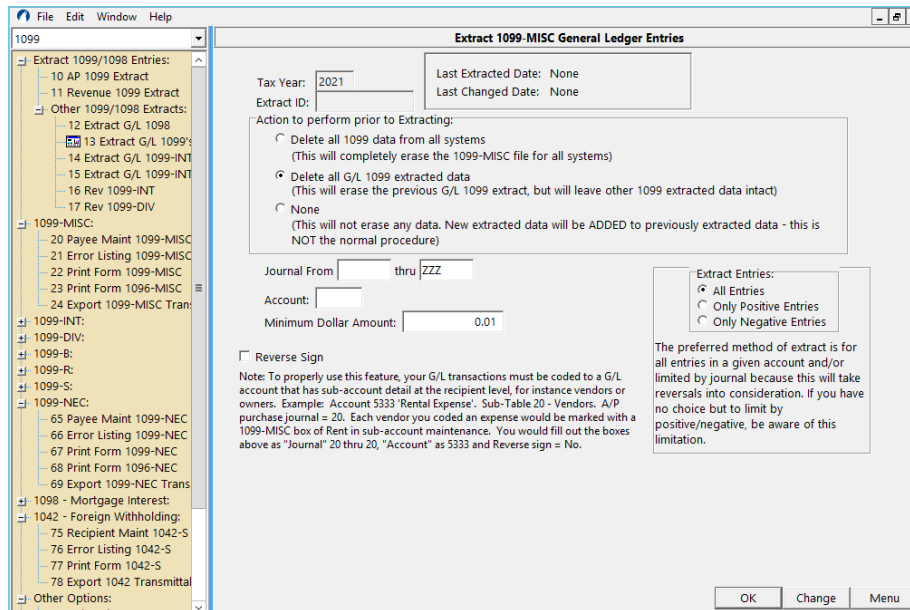 File Edit Window Help
1099
Extract 1099-MISC General Ledger Entries
Extract 1099/1098 Entries:
10 AP 1099 Extract
11 Revenue 1099 Extract
Other 1099/1098 Extracts:
12 Extract G/L 1098
13 Extract G/L 1099's
14 Extract G/L 1099-INT
15 Extract G/L 1099-INT
16 Rev 1099-INT
17 Rev 1099-DIV
1099-MISC:
20 Payee Maint 1099-MISC
21 Error Listing 1099-MISC
22 Print Form 1099-MISC
23 Print Form 1096-MISC
24 Export 1099-MISC Trans
1099-INT:
1099-DIV:
1099-B:
1099-R:
1099-S:
1099-NEC:
65 Payee Maint 1099-NEC
66 Error Listing 1099-NEC
67 Print Form 1099-NEC
68 Print Form 1096-NEC
69 Export 1099-NEC Trans
1098 - Mortgage Interest:
1042 - Foreign Withholding:
75 Recipient Maint 1042-S
76 Error Listing 1042-S
77 Print Form 1042-S
78 Export 1042 Transmittal
Other Options:
Tax Year: 2021
Extract ID:
Last Extracted Date: None
Last Changed Date: None
Action to perform prior to Extracting:
Delete all 1099 data from all systems
(This will completely erase the 1099-MISC file for all systems)
Delete all G/L 1099 extracted data
(This will erase the previous G/L 1099 extract, but will leave other 1099 extracted data intact)
None
(This will not erase any data. New extracted data will be ADDED to previously extracted data - this is
NOT the normal procedure)
Journal From thru ZZZ
Account:
Minimum Dollar Amount: 0.01
Reverse Sign
Note: To properly use this feature, your G/L transactions must be coded to a G/L
account that has sub-account detail at the recipient level, for instance vendors or
owners. Example: Account 5333 'Rental Expense'. Sub-Table 20 - Vendors. A/P
purchase journal = 20. Each vendor you coded an expense would be marked with a
1099-MISC box of Rent in sub-account maintenance. You would fill out the boxes
above as "Journal" 20 thru 20, "Account" as 5333 and Reverse sign = No.
Extract Entries:
All Entries
Only Positive Entries
Only Negative Entries
The preferred method of extract is for
all entries in a given account and/or
limited by journal because this will take
reversals into consideration. If you have
no choice but to limit by
positive/negative, be aware of this
limitation.
OK Change Menu